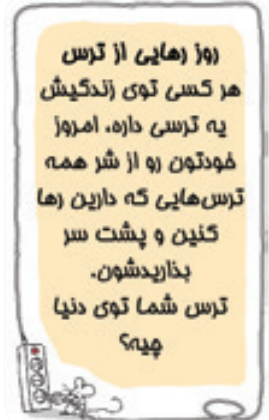 روز رهایی از ترس
هر کسی توی زندگیش
یه ترسی داره، امروز
خودتون رو از شر همه
ترس‌هایی که دارین رها
کنین و پشت سر
بذاریدشون.
ترس شما توی دنیا
چیه؟